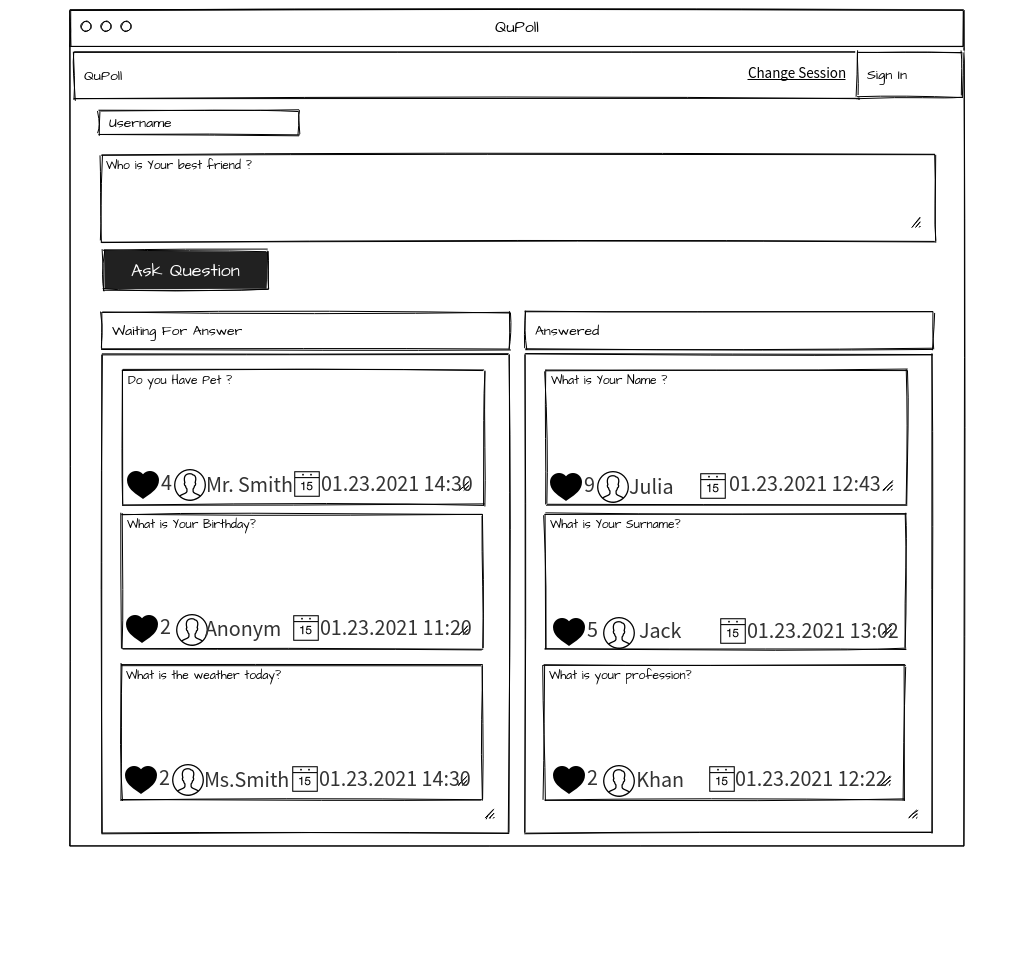 QuPoll
QuPoll
Change Session
Sign In
Username
Who is Your best friend ?
Ask Question
Waiting For Answer
Do you Have Pet ?
4 Mr. Smith 15 01.23.2021 14:30
What is Your Birthday?
2 Anonym 15 01.23.2021 11:20
What is the weather today?
2 Ms.Smith 15 01.23.2021 14:30
Answered
What is Your Name ?
9 Julia 15 01.23.2021 12:43
What is Your Surname?
5 Jack 15 01.23.2021 13:02
What is your profession?
2 Khan 15 01.23.2021 12:22